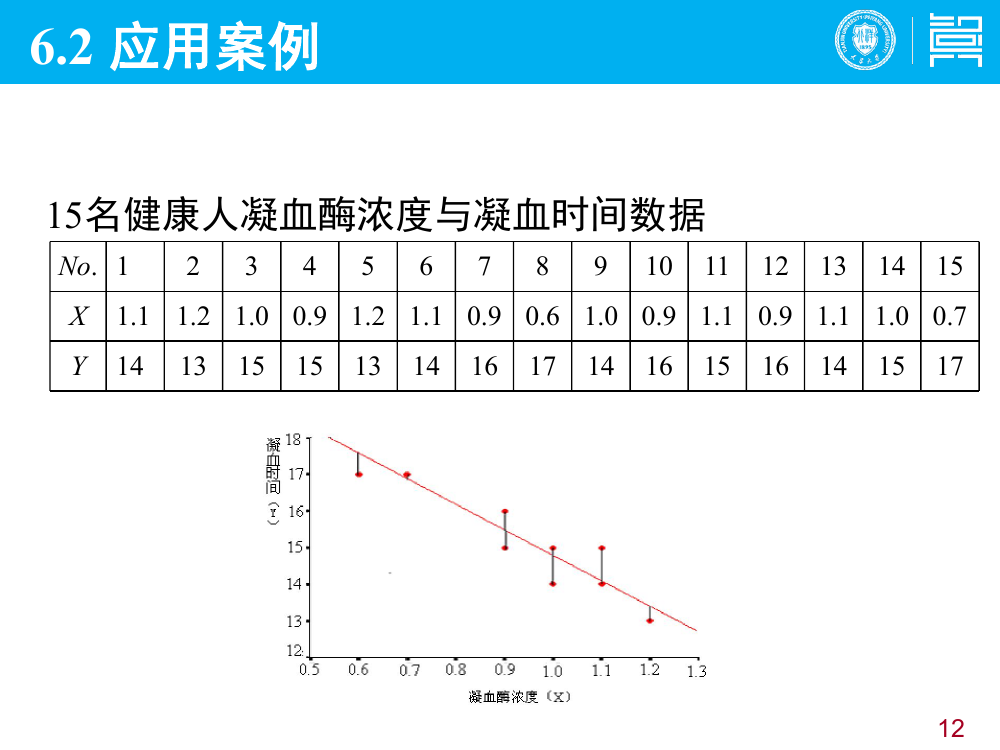 6.2 应用案例
15名健康人凝血酶浓度与凝血时间数据
No. 1 2 3 4 5 6 7 8 9 10 11 12 13 14 15
X 1.1 1.2 1.0 0.9 1.2 1.1 0.9 0.6 1.0 0.9 1.1 0.9 1.1 1.0 0.7
Y 14 13 15 15 13 14 16 17 14 16 15 16 14 15 17
凝血时间（Y）
18
17
16
15
14
13
12
0.5 0.6 0.7 0.8 0.9 1.0 1.1 1.2 1.3
凝血酶浓度（X）
12